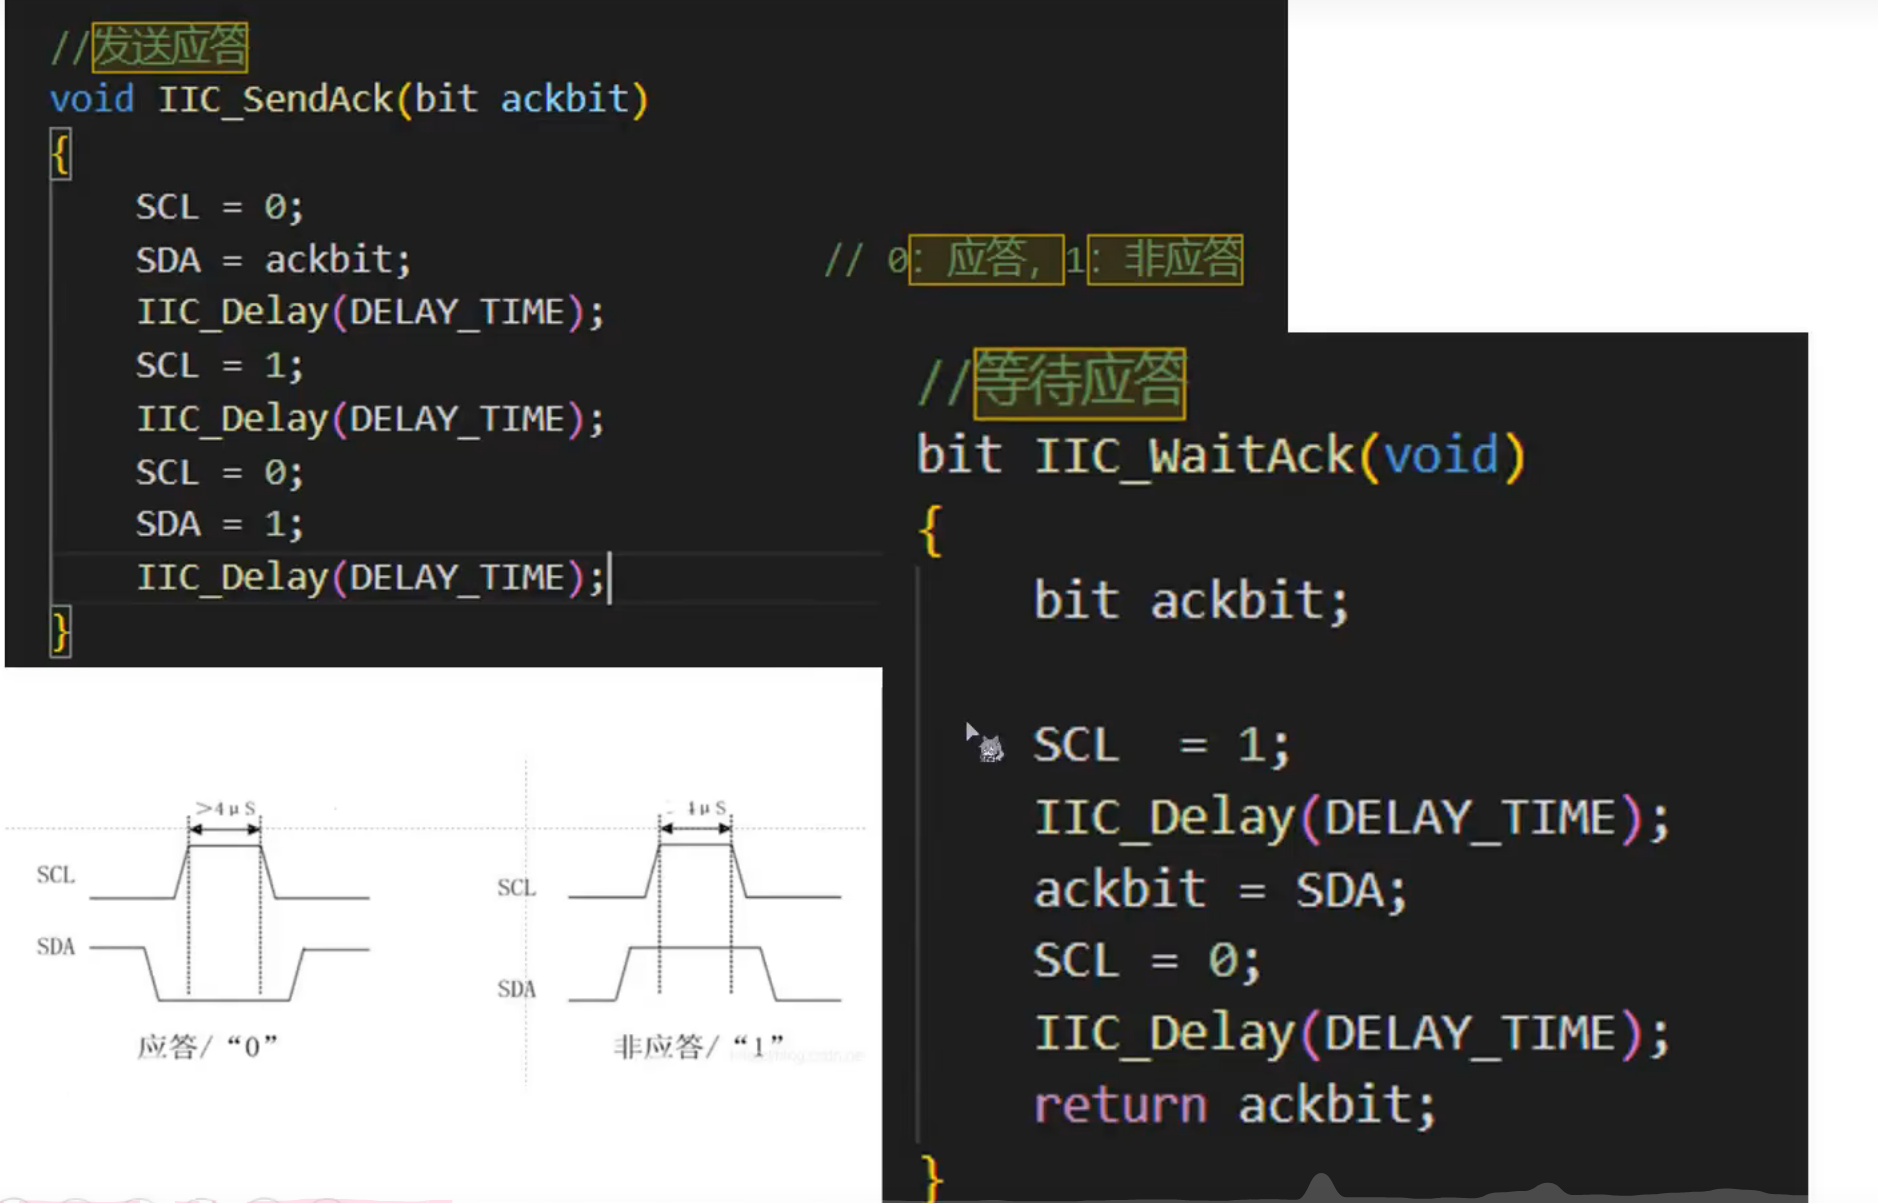 //发送应答
void IIC_SendAck(bit ackbit)
{
SCL = 0;
SDA = ackbit; // 0：应答，1：非应答
IIC_Delay(DELAY_TIME);
SCL = 1;
IIC_Delay(DELAY_TIME);
SCL = 0;
SDA = 1;
IIC_Delay(DELAY_TIME);
}
//等待应答
bit IIC_WaitAck(void)
{
bit ackbit;
SCL = 1;
IIC_Delay(DELAY_TIME);
ackbit = SDA;
SCL = 0;
IIC_Delay(DELAY_TIME);
return ackbit;
}
>4μS
SCL
SDA
应答/“0”
4μS
SCL
SDA
非应答/“1”